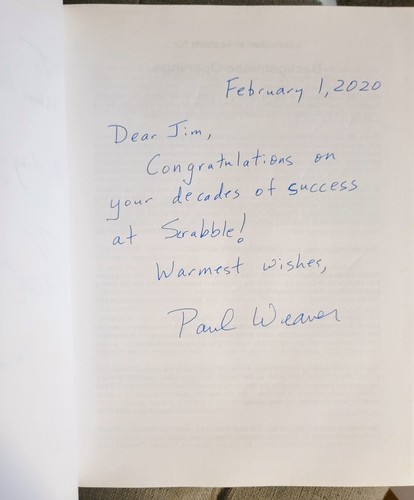 February 1, 2020
Dear Jim,
Congratulations on
your decades of success
at Scrabble!
Warmest wishes,
Paul Weaver